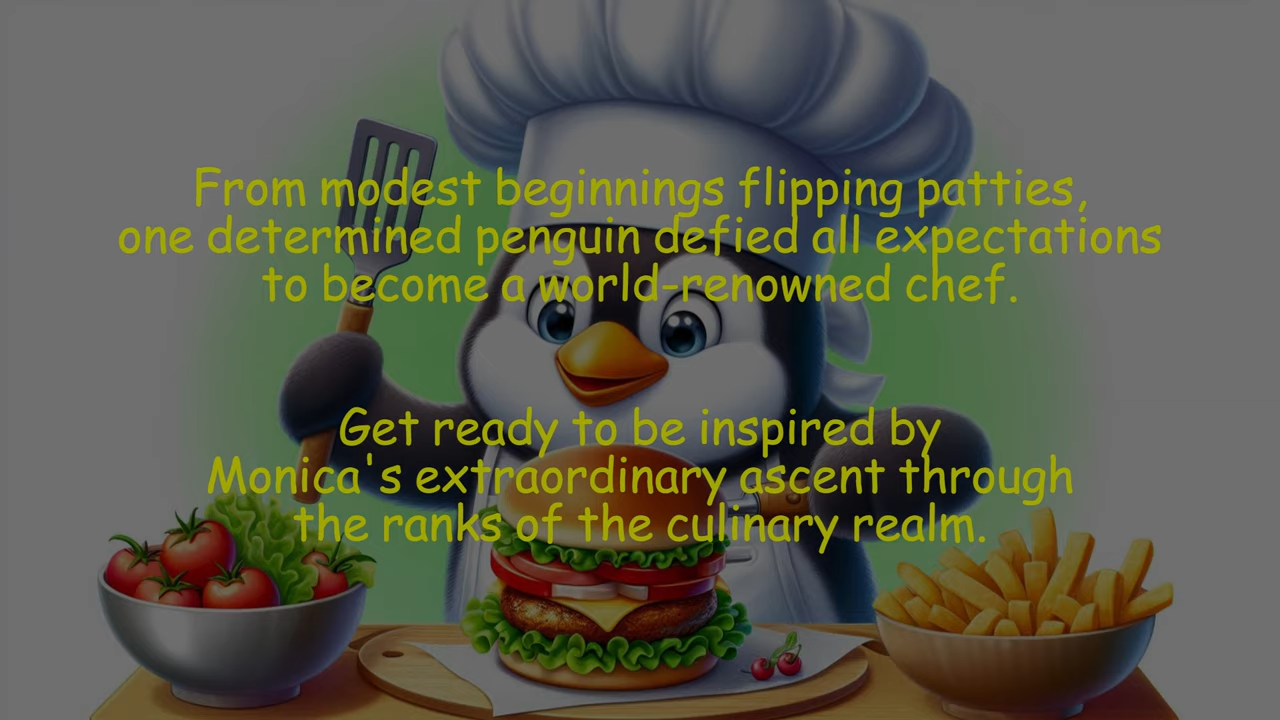 From modest beginnings flipping patties,
one determined penguin defied all expectations
to become a world-renowned chef.
Get ready to be inspired by
Monica's extraordinary ascent through
the ranks of the culinary realm.